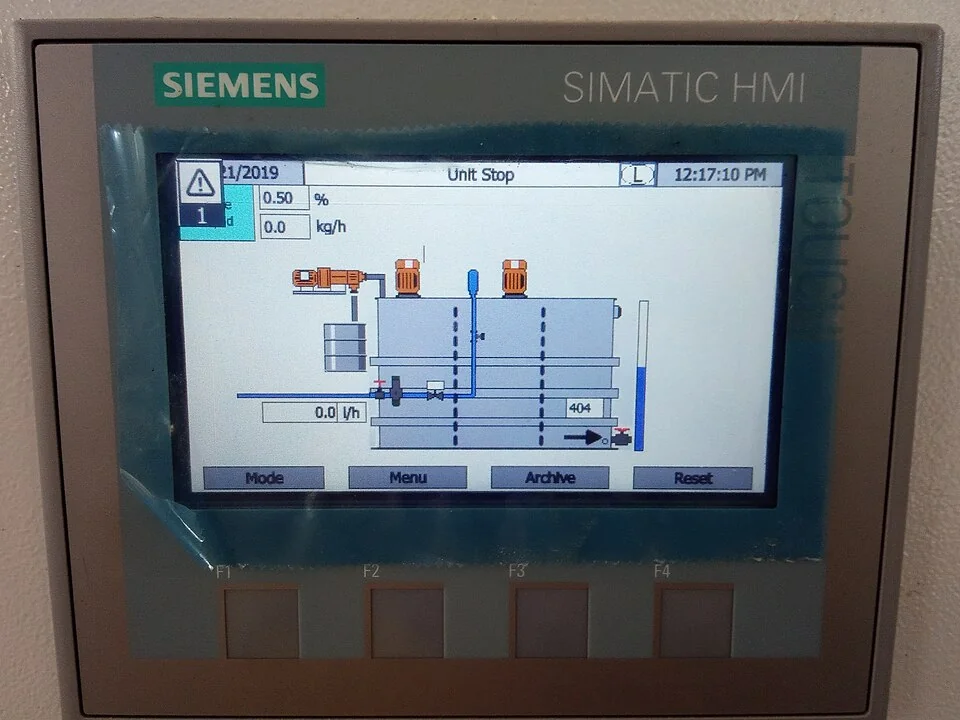 SIEMENS
SIMATIC HMI
21/2019
Unit Stop
L
12:17:10 PM
1
0.50 %
0.0 kg/h
0.0 l/h
404
Mode
Menu
Archive
Reset
TOUCH
F1
F2
F3
F4